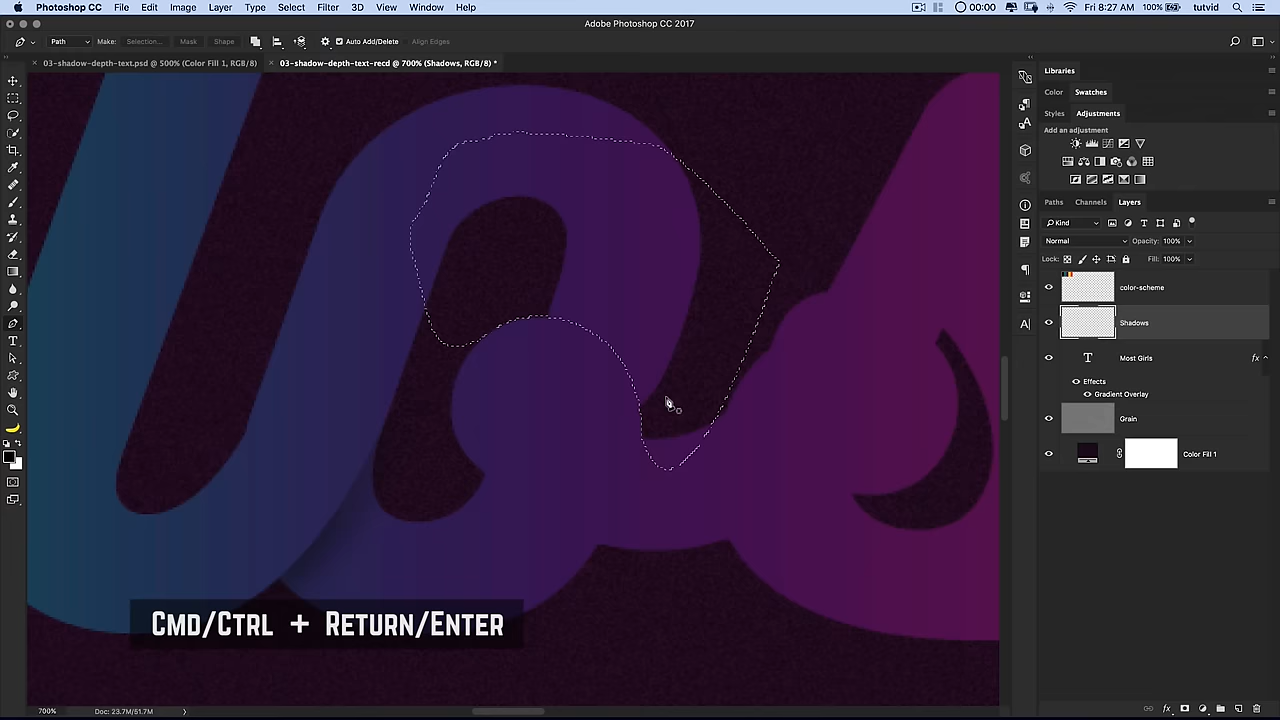 Photoshop CC File Edit Image Layer Type Select Filter 3D View Window Help 00:00 100% Fri 8:27 AM tutvid
Adobe Photoshop CC 2017
Path Make: Selection... Mask Shape Auto Add/Delete Align Edges
03-shadow-depth-text.psd @ 500% (Color Fill 1, RGB/8) 03-shadow-depth-text-recd @ 700% (Shadows, RGB/8) *
Libraries
Color Swatches
Styles Adjustments
Add an adjustment
Paths Channels Layers
Kind
Normal Opacity: 100%
Lock: Fill: 100%
color-scheme
Shadows
T Most Girls fx
Effects
Gradient Overlay
Grain
Color Fill 1
Cmd/Ctrl + Return/Enter
700% Doc: 23.7M/51.7M